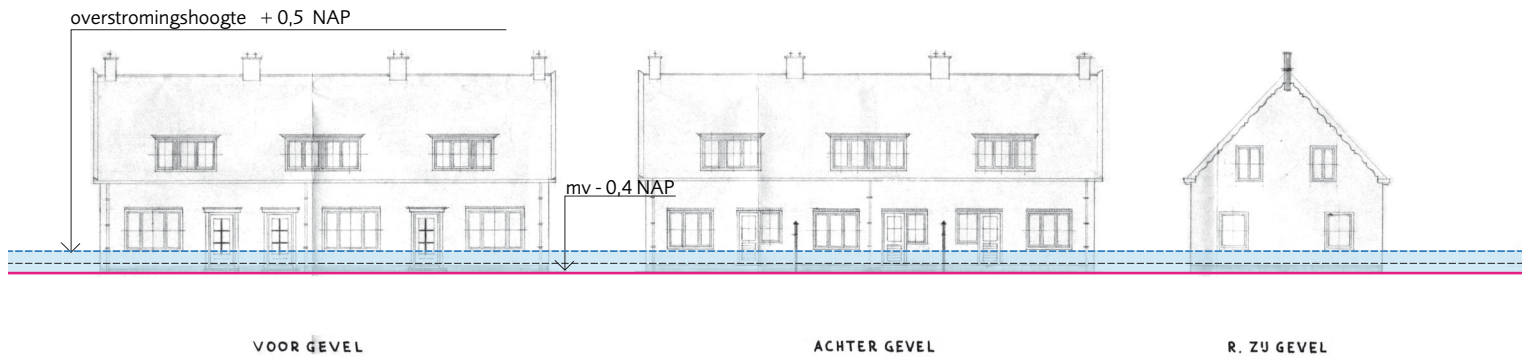 overstromingshoogte + 0,5 NAP
mv - 0,4 NAP
VOOR GEVEL
ACHTER GEVEL
R. ZIJ GEVEL